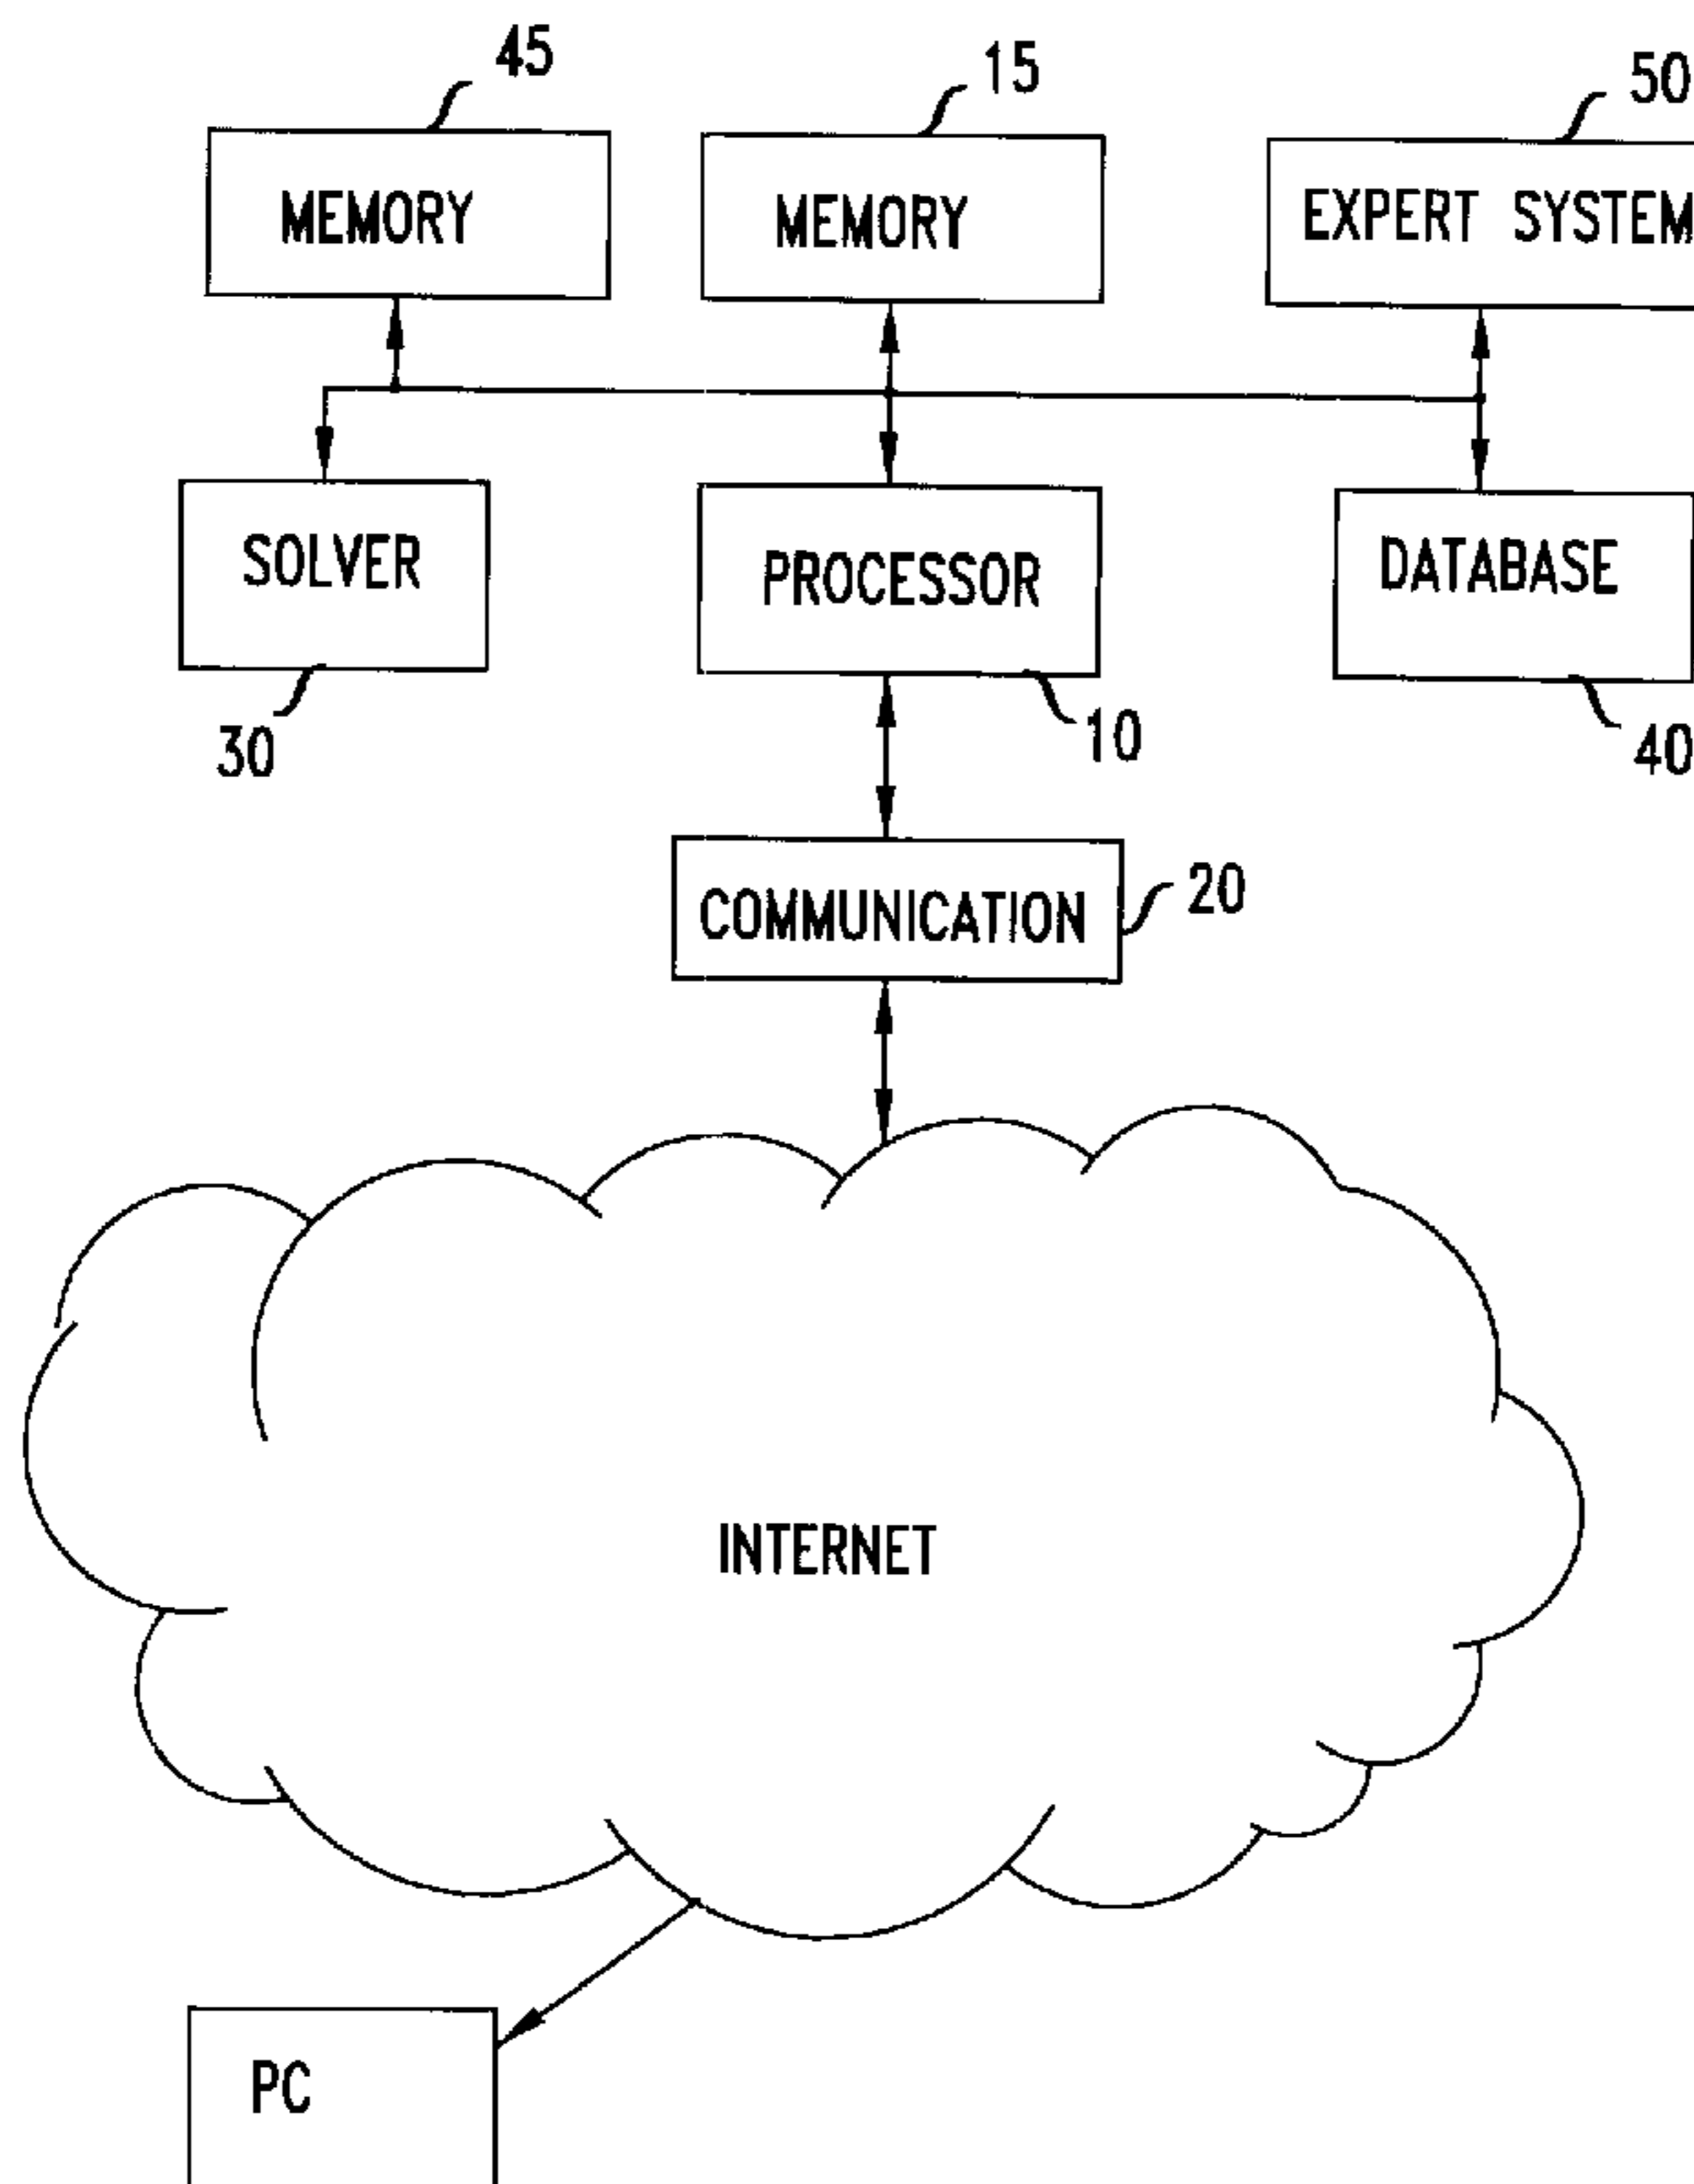 45
15
50
MEMORY
MEMORY
EXPERT SYSTEM
SOLVER
PROCESSOR
DATABASE
30
10
40
COMMUNICATION
20
INTERNET
PC